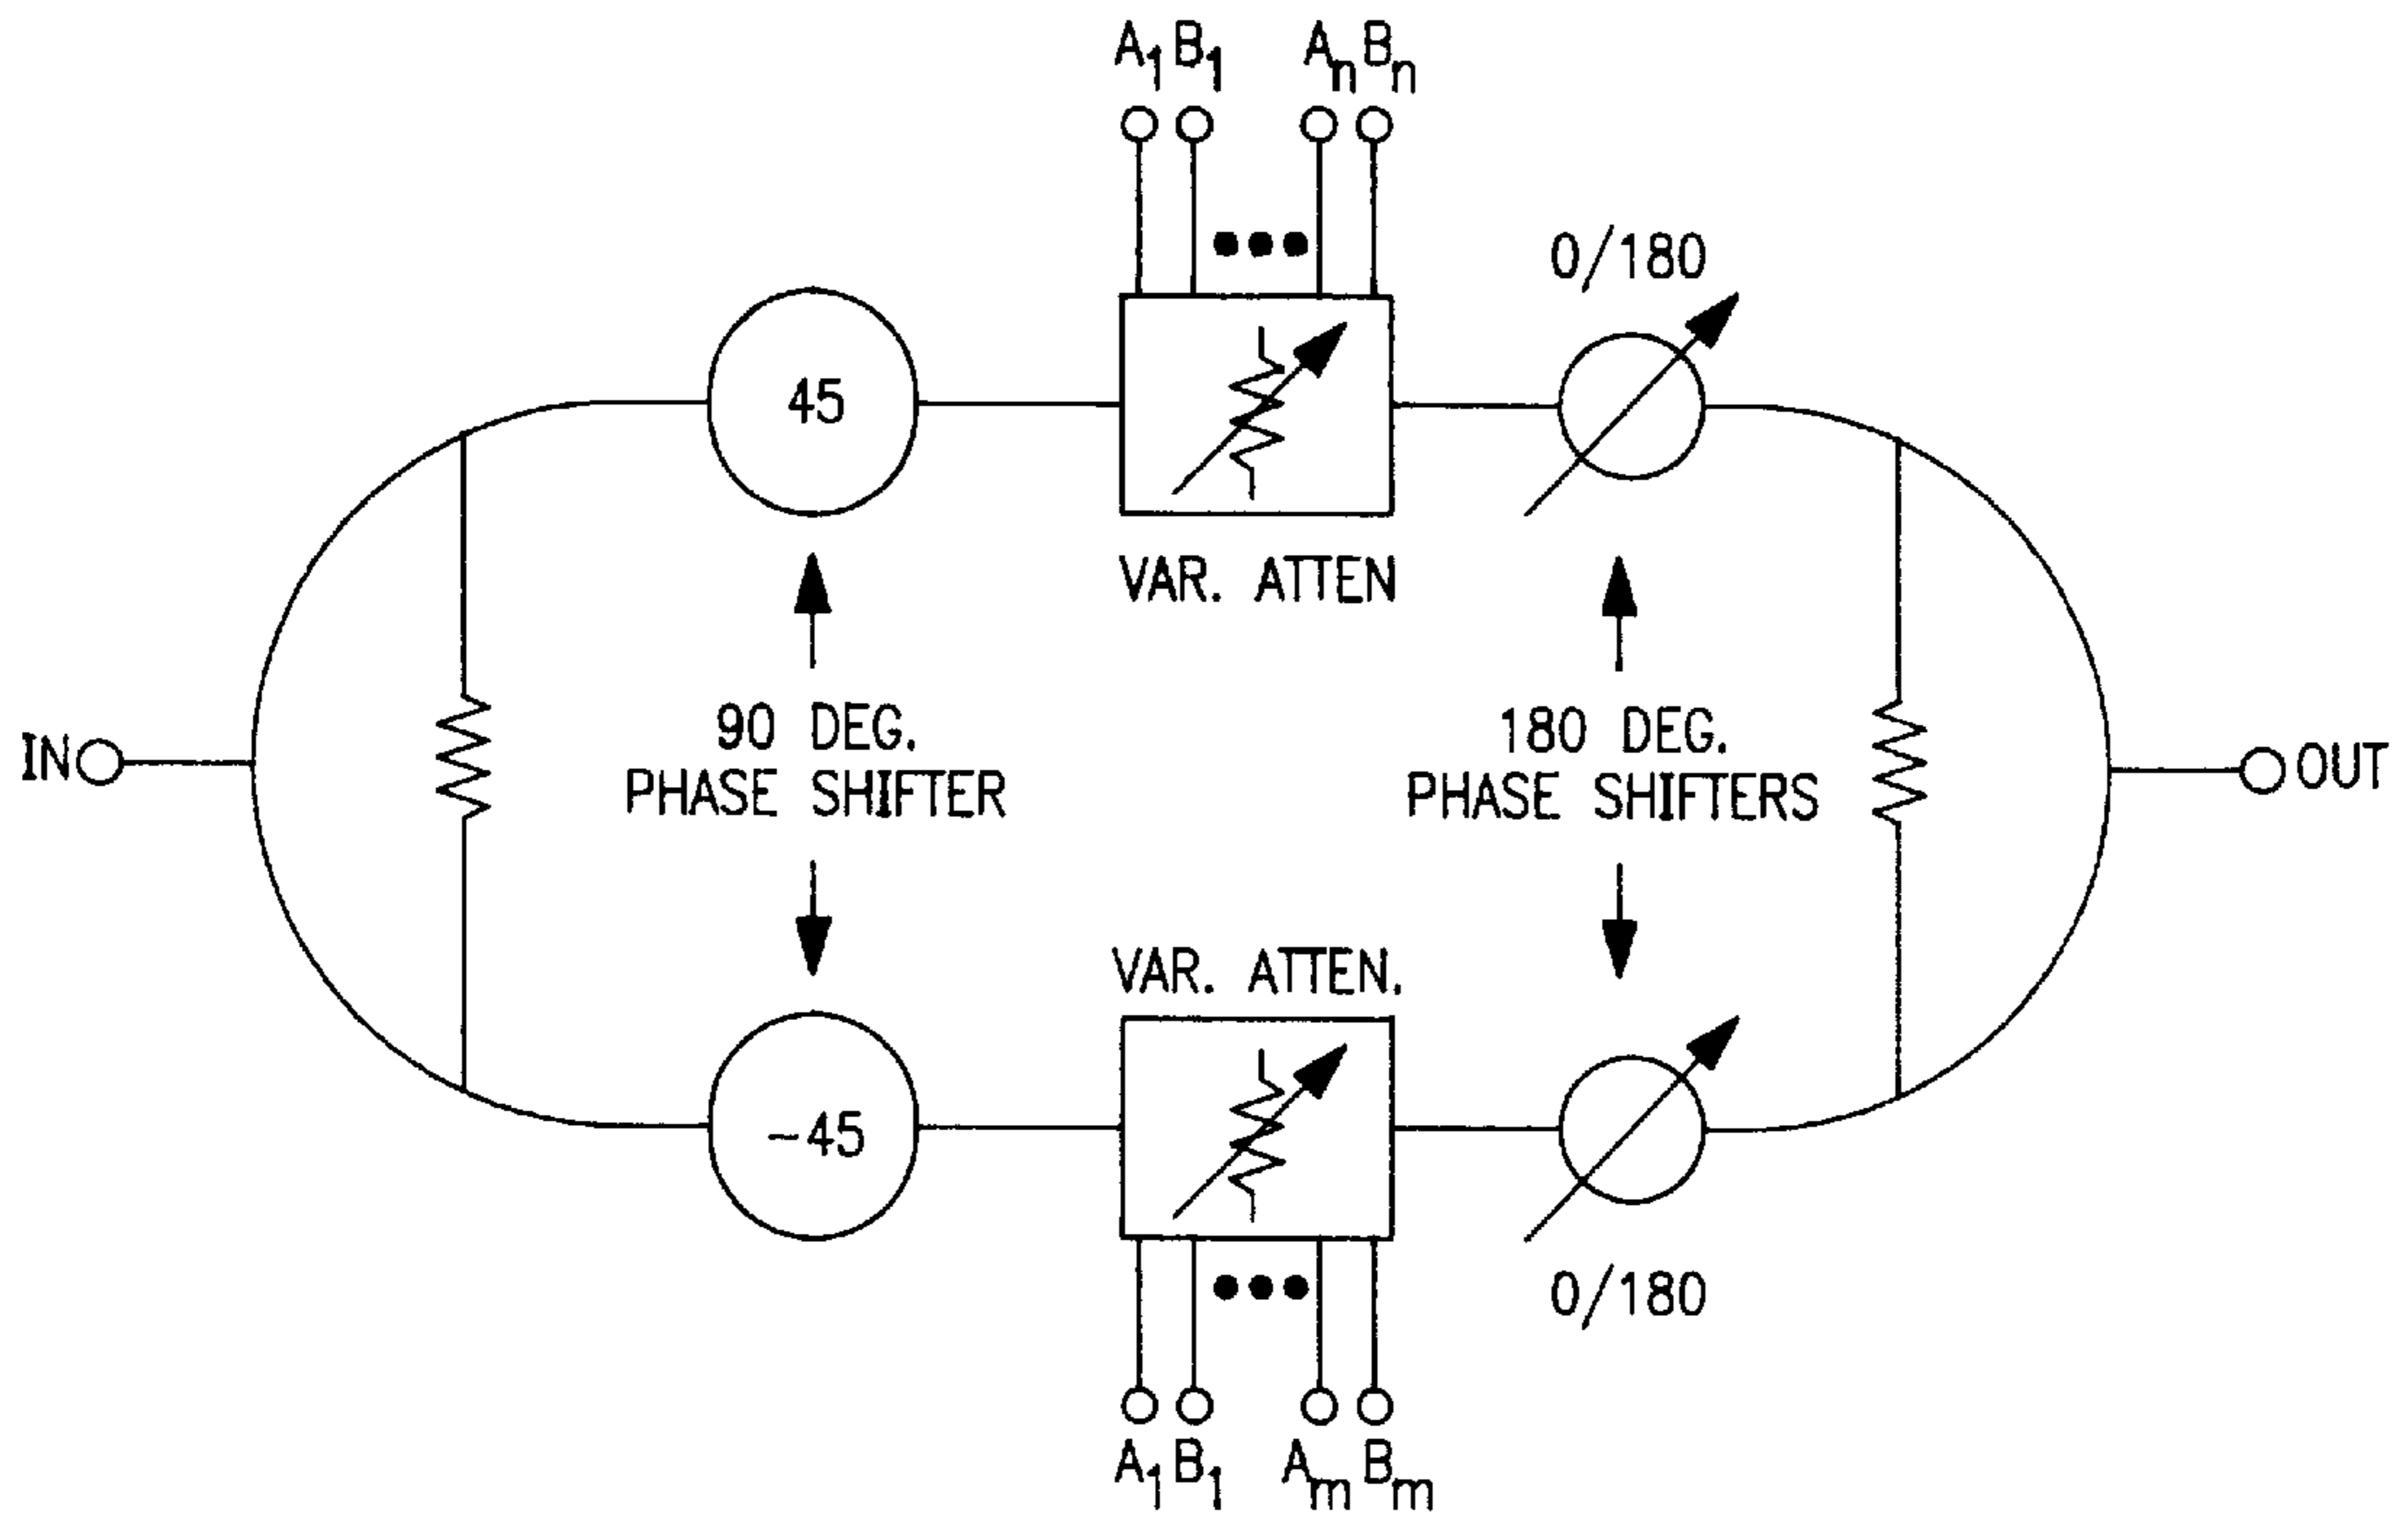 A1 B1 An Bn
0/180
45
VAR. ATTEN
IN
90 DEG.
PHASE SHIFTER
180 DEG.
PHASE SHIFTERS
OUT
VAR. ATTEN.
-45
0/180
A1 B1 Am Bm